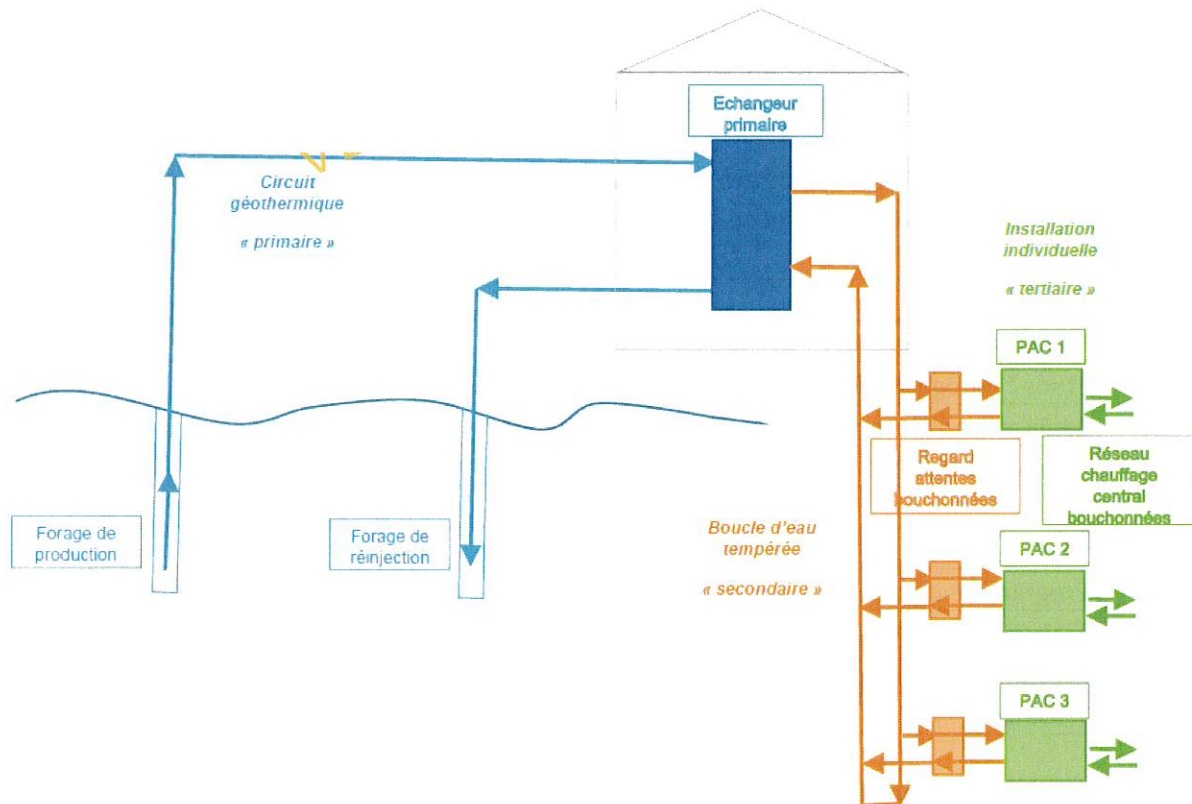 Echangeur
primaire
Circuit
géothermique
« primaire »
Installation
individuelle
« tertiaire »
PAC 1
Regard
attentes
bouchonnées
Réseau
chauffage
central
bouchonnées
Forage de
production
Forage de
réinjection
Boucle d'eau
tempérée
« secondaire »
PAC 2
PAC 3